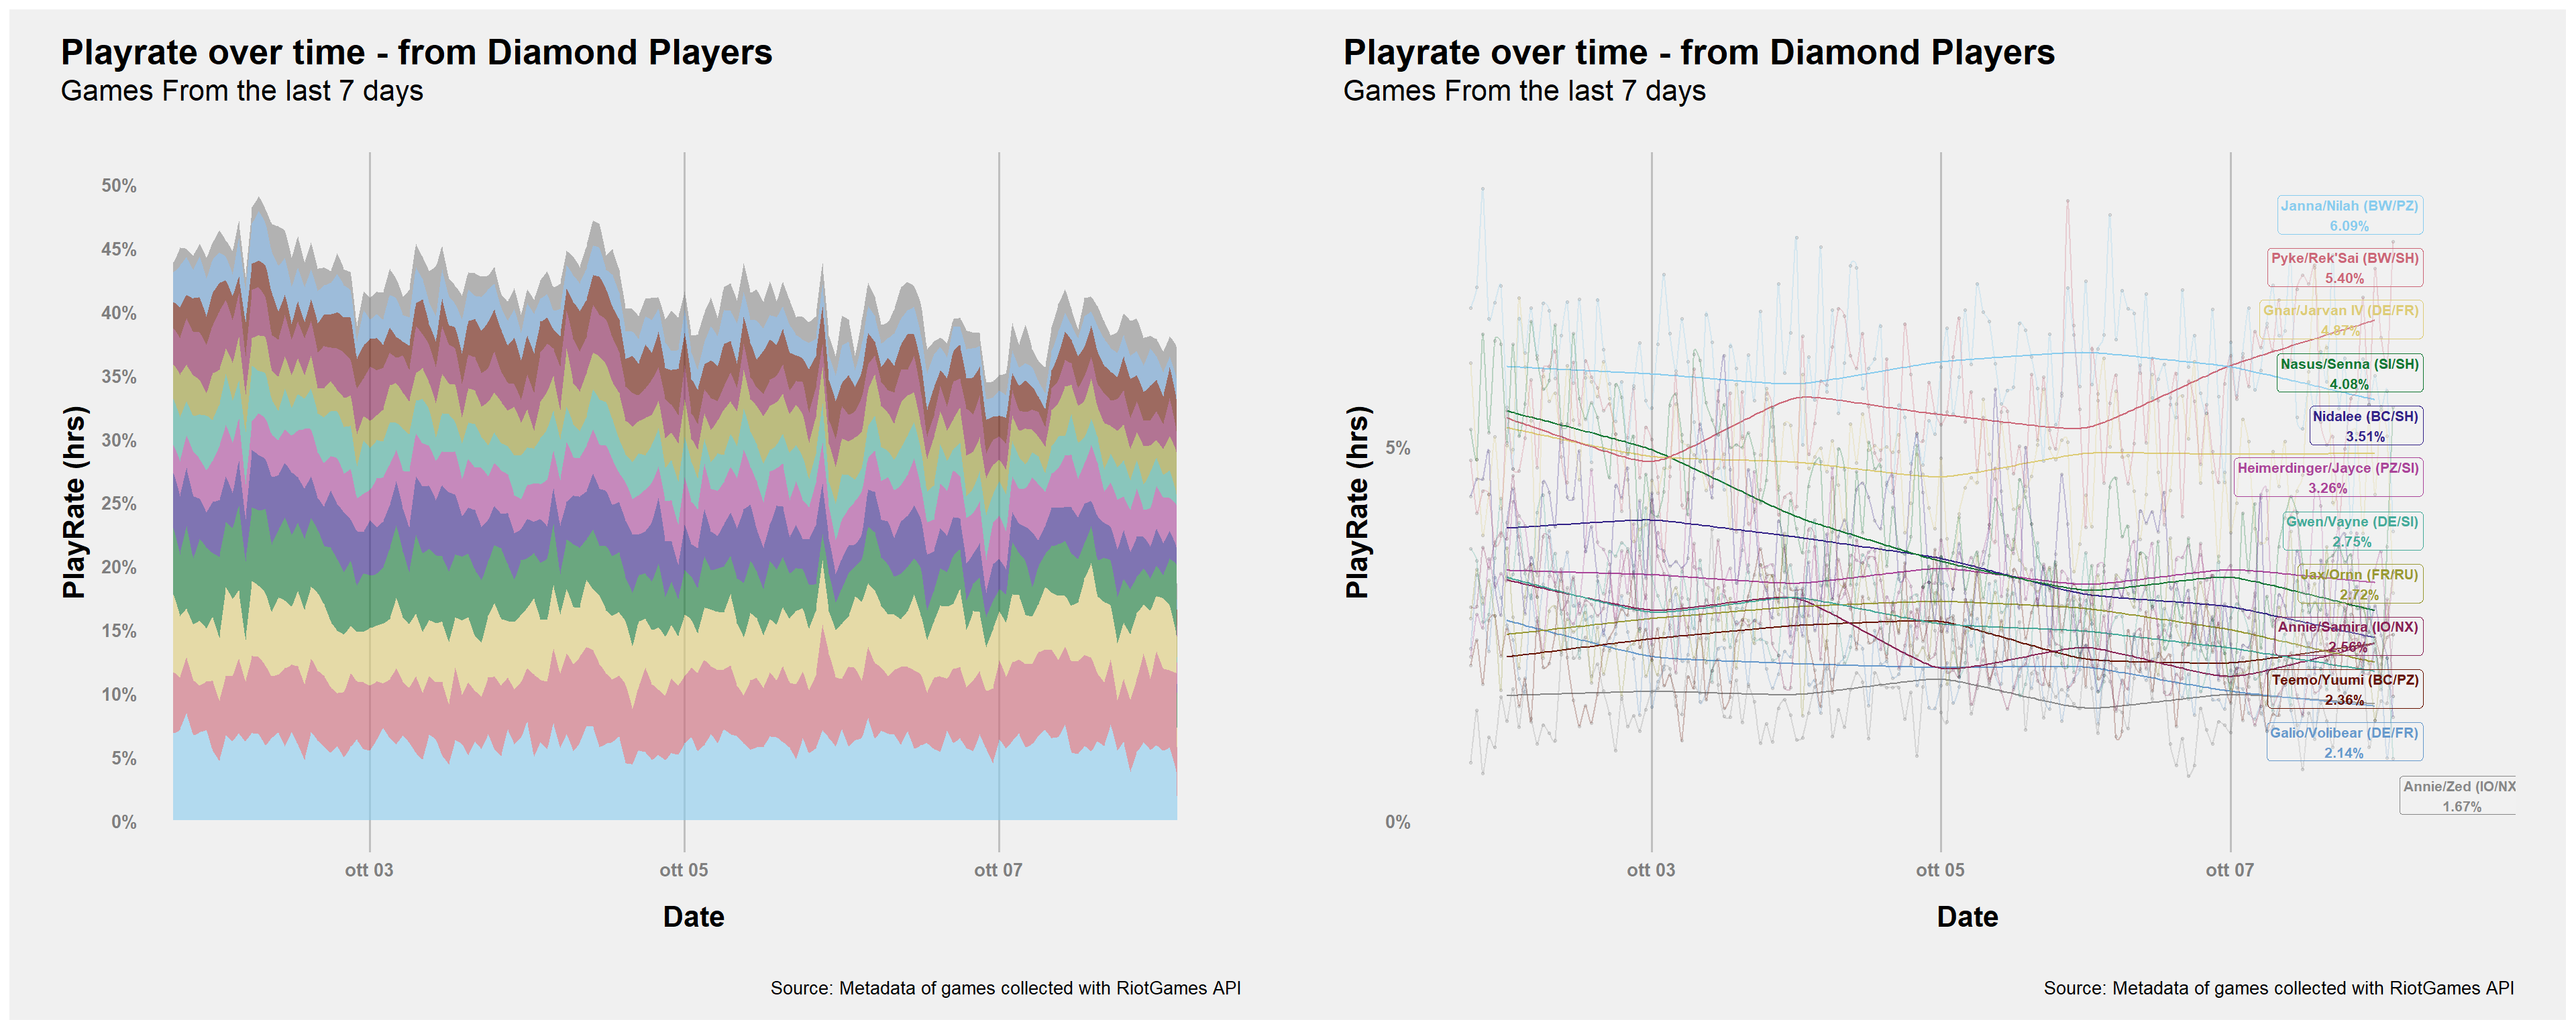 Playrate over time - from Diamond Players
Games From the last 7 days
50%
45%
40%
35%
30%
25%
20%
15%
10%
5%
0%
PlayRate (hrs)
ott 03
ott 05
ott 07
Date
Source: Metadata of games collected with RiotGames API
Playrate over time - from Diamond Players
Games From the last 7 days
5%
0%
PlayRate (hrs)
Janna/Nilah (BW/PZ)
6.09%
Pyke/Rek'Sai (BW/SH)
5.40%
Gnar/Jarvan IV (DE/FR)
4.87%
Nasus/Senna (SI/SH)
4.08%
Nidalee (BC/SH)
3.51%
Heimerdinger/Jayce (PZ/SI)
3.26%
Gwen/Vayne (DE/SI)
2.75%
Jax/Ornn (FR/RU)
2.72%
Annie/Samira (IO/NX)
2.56%
Teemo/Yuumi (BC/PZ)
2.36%
Galio/Volibear (DE/FR)
2.14%
Annie/Zed (IO/NX
1.67%
ott 03
ott 05
ott 07
Date
Source: Metadata of games collected with RiotGames API